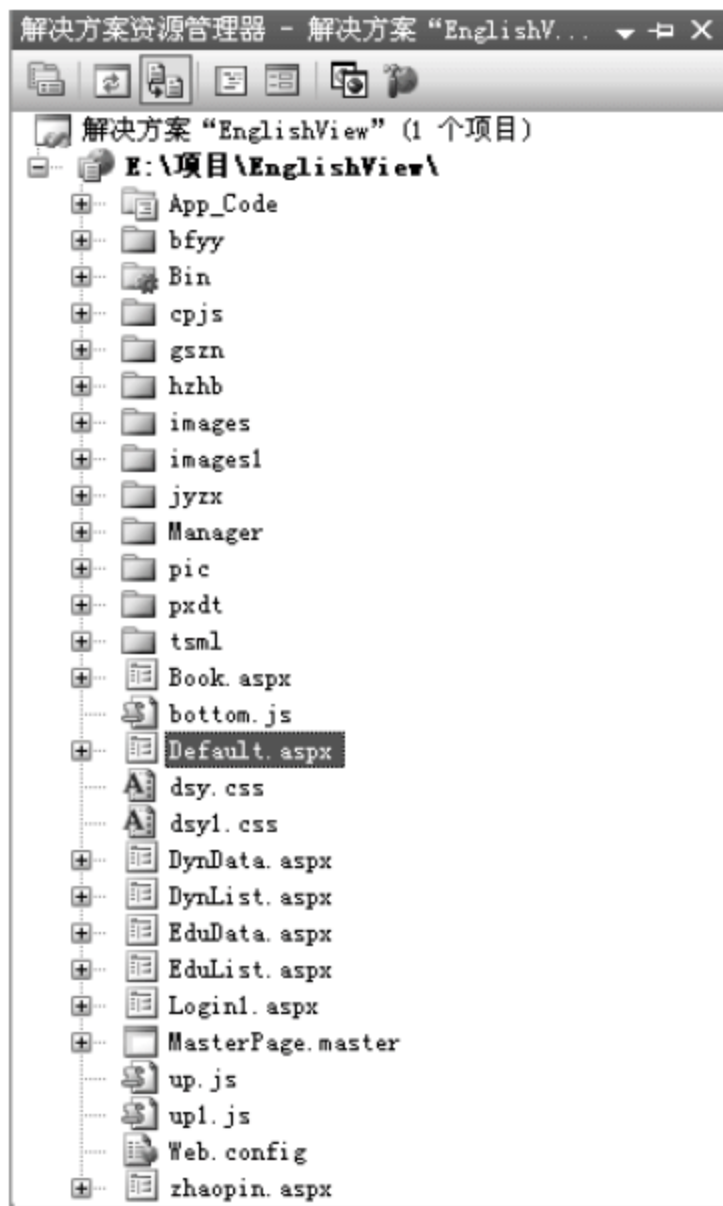 解决方案资源管理器 - 解决方案“EnglishV...
解决方案“EnglishView”(1 个项目)
E:\项目\EnglishView\
App_Code
bfyy
Bin
cpjs
gszn
hzhb
images
images1
jyzx
Manager
pic
pxdt
tsml
Book.aspx
bottom.js
Default.aspx
dsy.css
dsy1.css
DynData.aspx
DynList.aspx
EduData.aspx
EduList.aspx
Login1.aspx
MasterPage.master
up.js
up1.js
Web.config
zhaopin.aspx